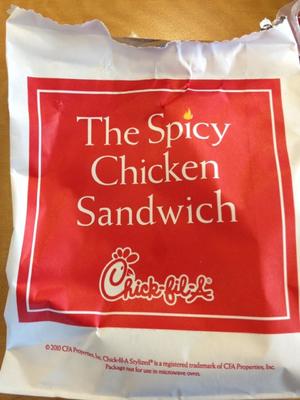 The Spicy
Chicken
Sandwich
Chick-fil-A®
© 2010 CFA Properties, Inc. Chick-fil-A Stylized® is a registered trademark of CFA Properties, Inc.
Package not for use in microwave oven.